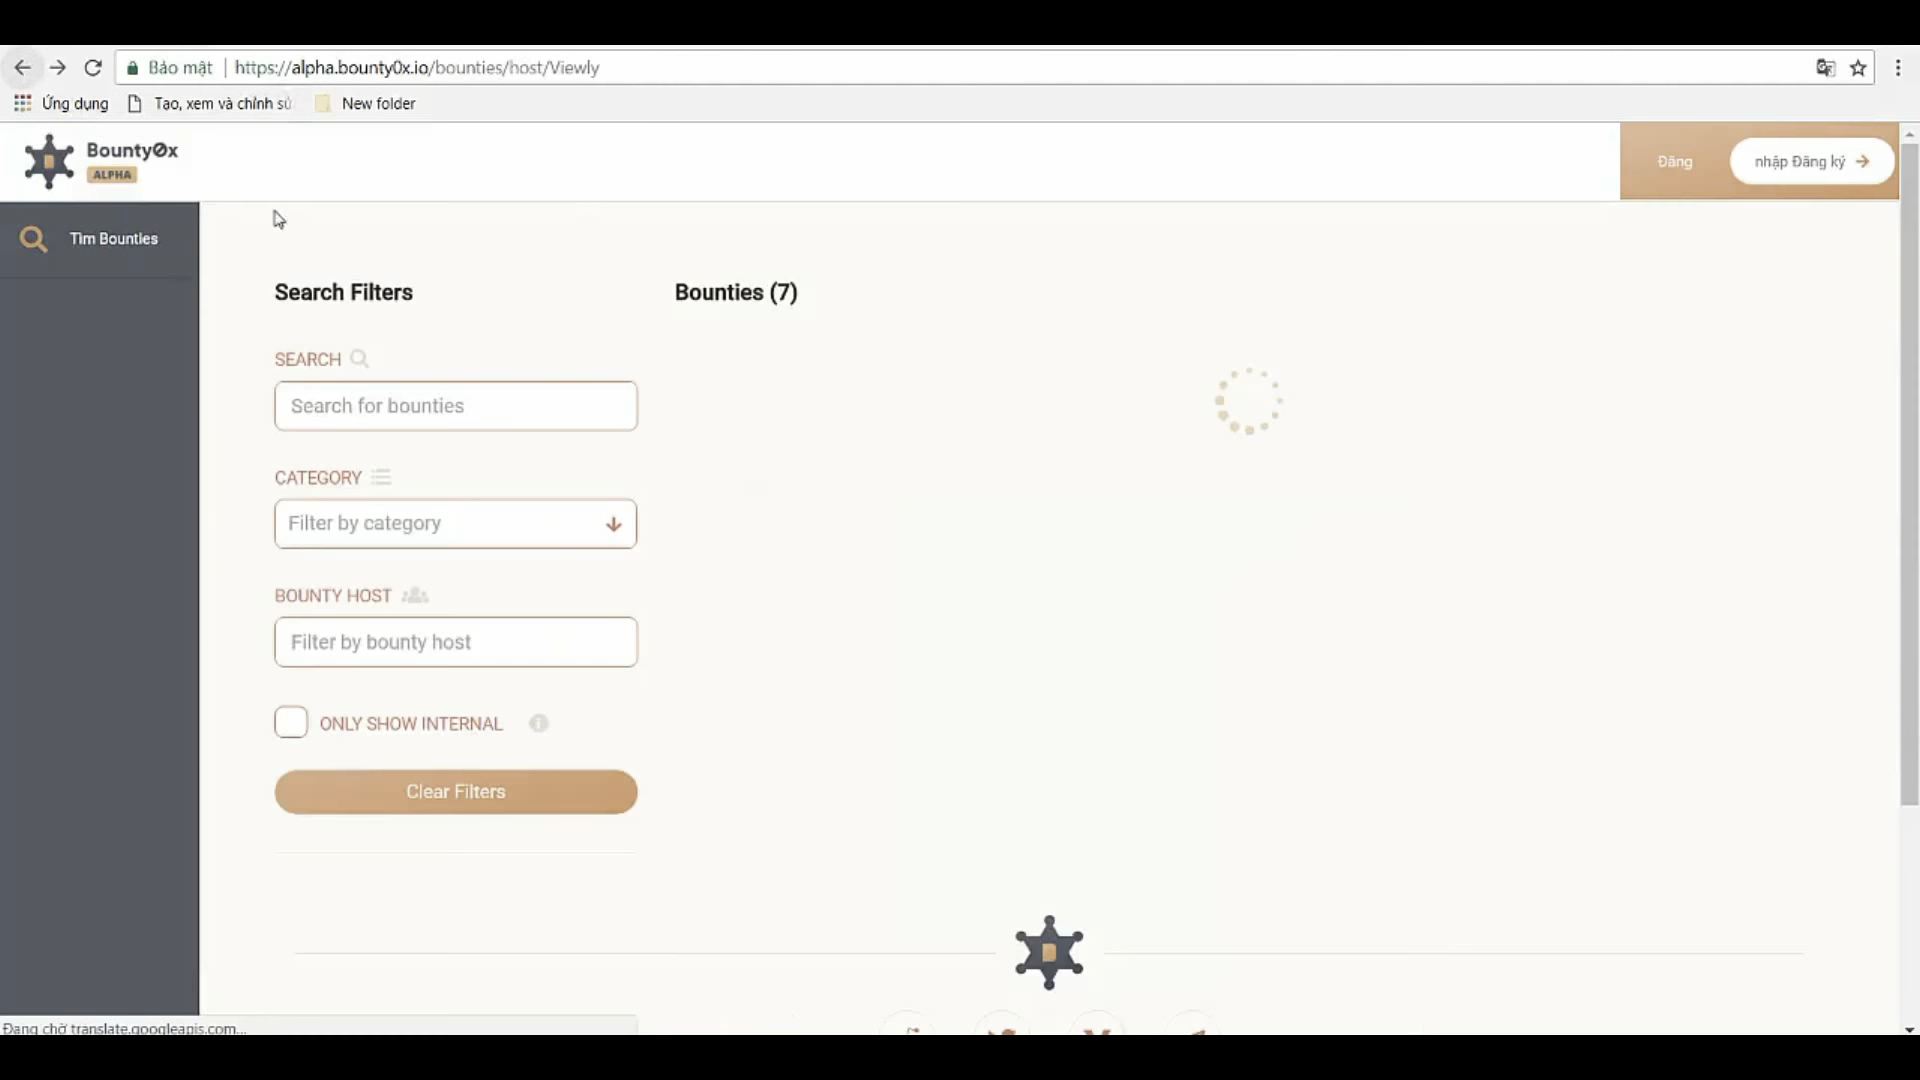 Bảo mật | https://alpha.bounty0x.io/bounties/host/Viewly
Ứng dụng Tạo, xem và chỉnh sử New folder
Bounty0x
ALPHA
Đăng nhập Đăng ký
Tìm Bounties
Search Filters
Bounties (7)
SEARCH
Search for bounties
CATEGORY
Filter by category
BOUNTY HOST
Filter by bounty host
ONLY SHOW INTERNAL
Clear Filters
Đang chờ translate.googleapis.com...